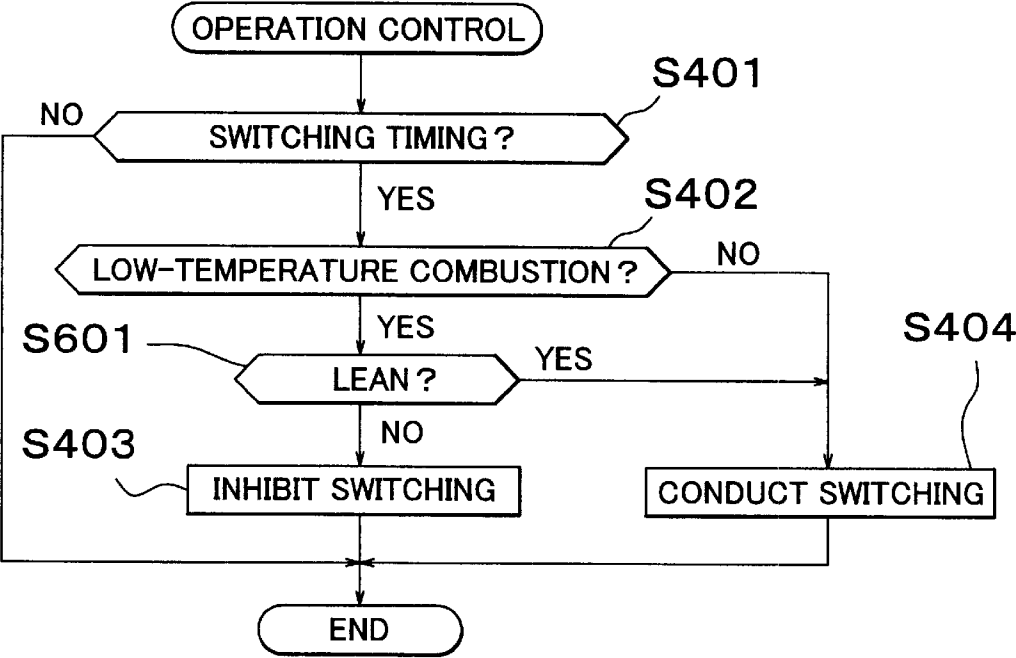 OPERATION CONTROL
S401
NO
SWITCHING TIMING?
YES
S402
LOW-TEMPERATURE COMBUSTION?
NO
YES
S601
S404
LEAN?
YES
NO
S403
INHIBIT SWITCHING
CONDUCT SWITCHING
END